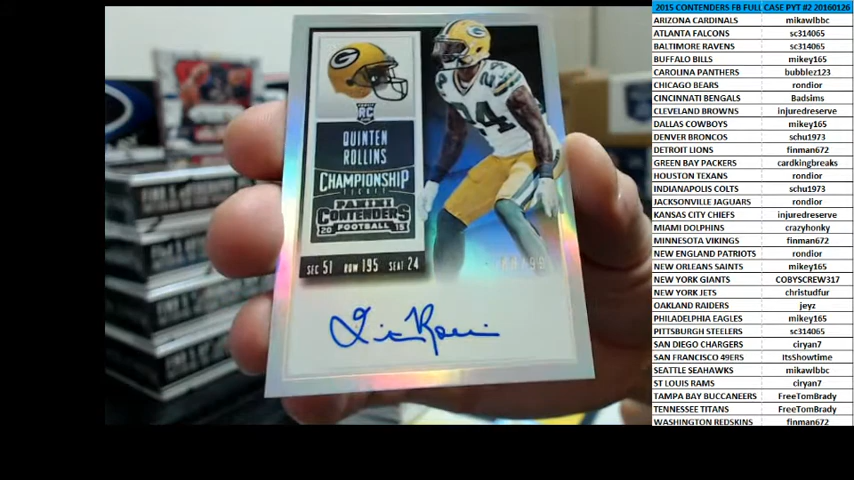 RC
QUINTEN
ROLLINS
CHAMPIONSHIP
TICKET
PANINI
CONTENDERS
20 FOOTBALL 15
SEC 51 ROW 195 SEAT 24
24
2015 CONTENDERS FB FULL CASE PYT #2 20160126
ARIZONA CARDINALS mikawlbbc
ATLANTA FALCONS sc314065
BALTIMORE RAVENS sc314065
BUFFALO BILLS mikey165
CAROLINA PANTHERS bubblez123
CHICAGO BEARS rondior
CINCINNATI BENGALS Badsims
CLEVELAND BROWNS injuredreserve
DALLAS COWBOYS mikey165
DENVER BRONCOS schu1973
DETROIT LIONS finman672
GREEN BAY PACKERS cardkingbreaks
HOUSTON TEXANS rondior
INDIANAPOLIS COLTS schu1973
JACKSONVILLE JAGUARS rondior
KANSAS CITY CHIEFS injuredreserve
MIAMI DOLPHINS crazyhonky
MINNESOTA VIKINGS finman672
NEW ENGLAND PATRIOTS rondior
NEW ORLEANS SAINTS mikey165
NEW YORK GIANTS COBYSCREW317
NEW YORK JETS christudfur
OAKLAND RAIDERS jeyz
PHILADELPHIA EAGLES mikey165
PITTSBURGH STEELERS sc314065
SAN DIEGO CHARGERS ciryan7
SAN FRANCISCO 49ERS ItsShowtime
SEATTLE SEAHAWKS mikawlbbc
ST LOUIS RAMS ciryan7
TAMPA BAY BUCCANEERS FreeTomBrady
TENNESSEE TITANS FreeTomBrady
WASHINGTON REDSKINS finman672